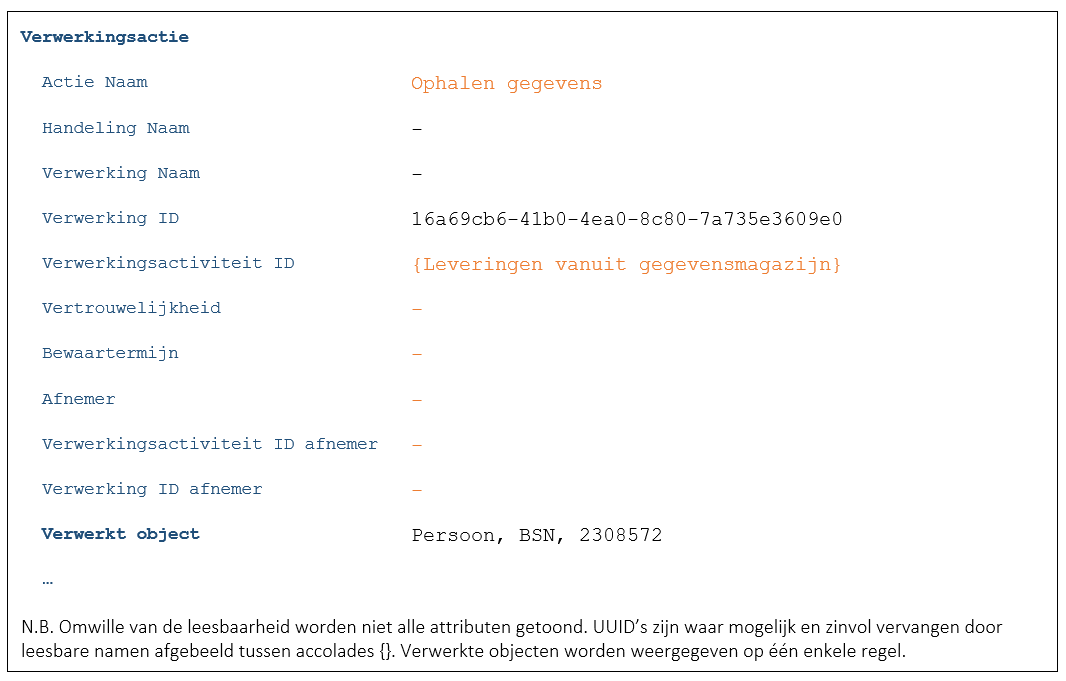 Verwerkingsactie
Actie Naam Ophalen gegevens
Handeling Naam –
Verwerking Naam –
Verwerking ID 16a69cb6-41b0-4ea0-8c80-7a735e3609e0
Verwerkingsactiviteit ID {Leveringen vanuit gegevensmagazijn}
Vertrouwelijkheid –
Bewaartermijn –
Afnemer –
Verwerkingsactiviteit ID afnemer –
Verwerking ID afnemer –
Verwerkt object Persoon, BSN, 2308572
…
N.B. Omwille van de leesbaarheid worden niet alle attributen getoond. UUID’s zijn waar mogelijk en zinvol vervangen door
leesbare namen afgebeeld tussen accolades {}. Verwerkte objecten worden weergegeven op één enkele regel.